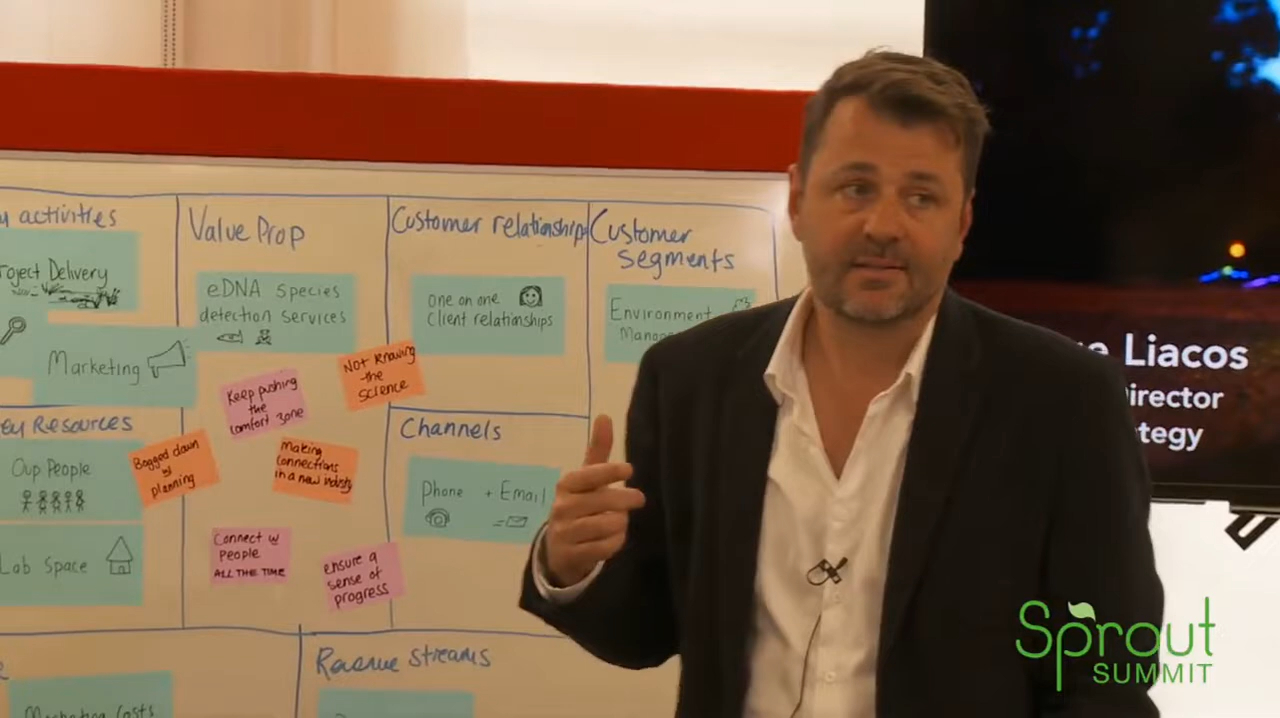 activities
Project Delivery
Marketing
Key Resources
Our People
Lab Space
Value Prop
eDNA Species
detection services
Keep pushing
the
comfort zone
Not knowing
the
science
Bogged down
w/
planning
Making
connections
in a new industry
Connect w
People
ALL THE TIME
ensure a
sense of
progress
Customer relationships
one on one
client relationships
Channels
Phone + Email
Customer
Segments
Environment
Revenue streams
Marketing Costs
Liacos
Director
Sprout
SUMMIT